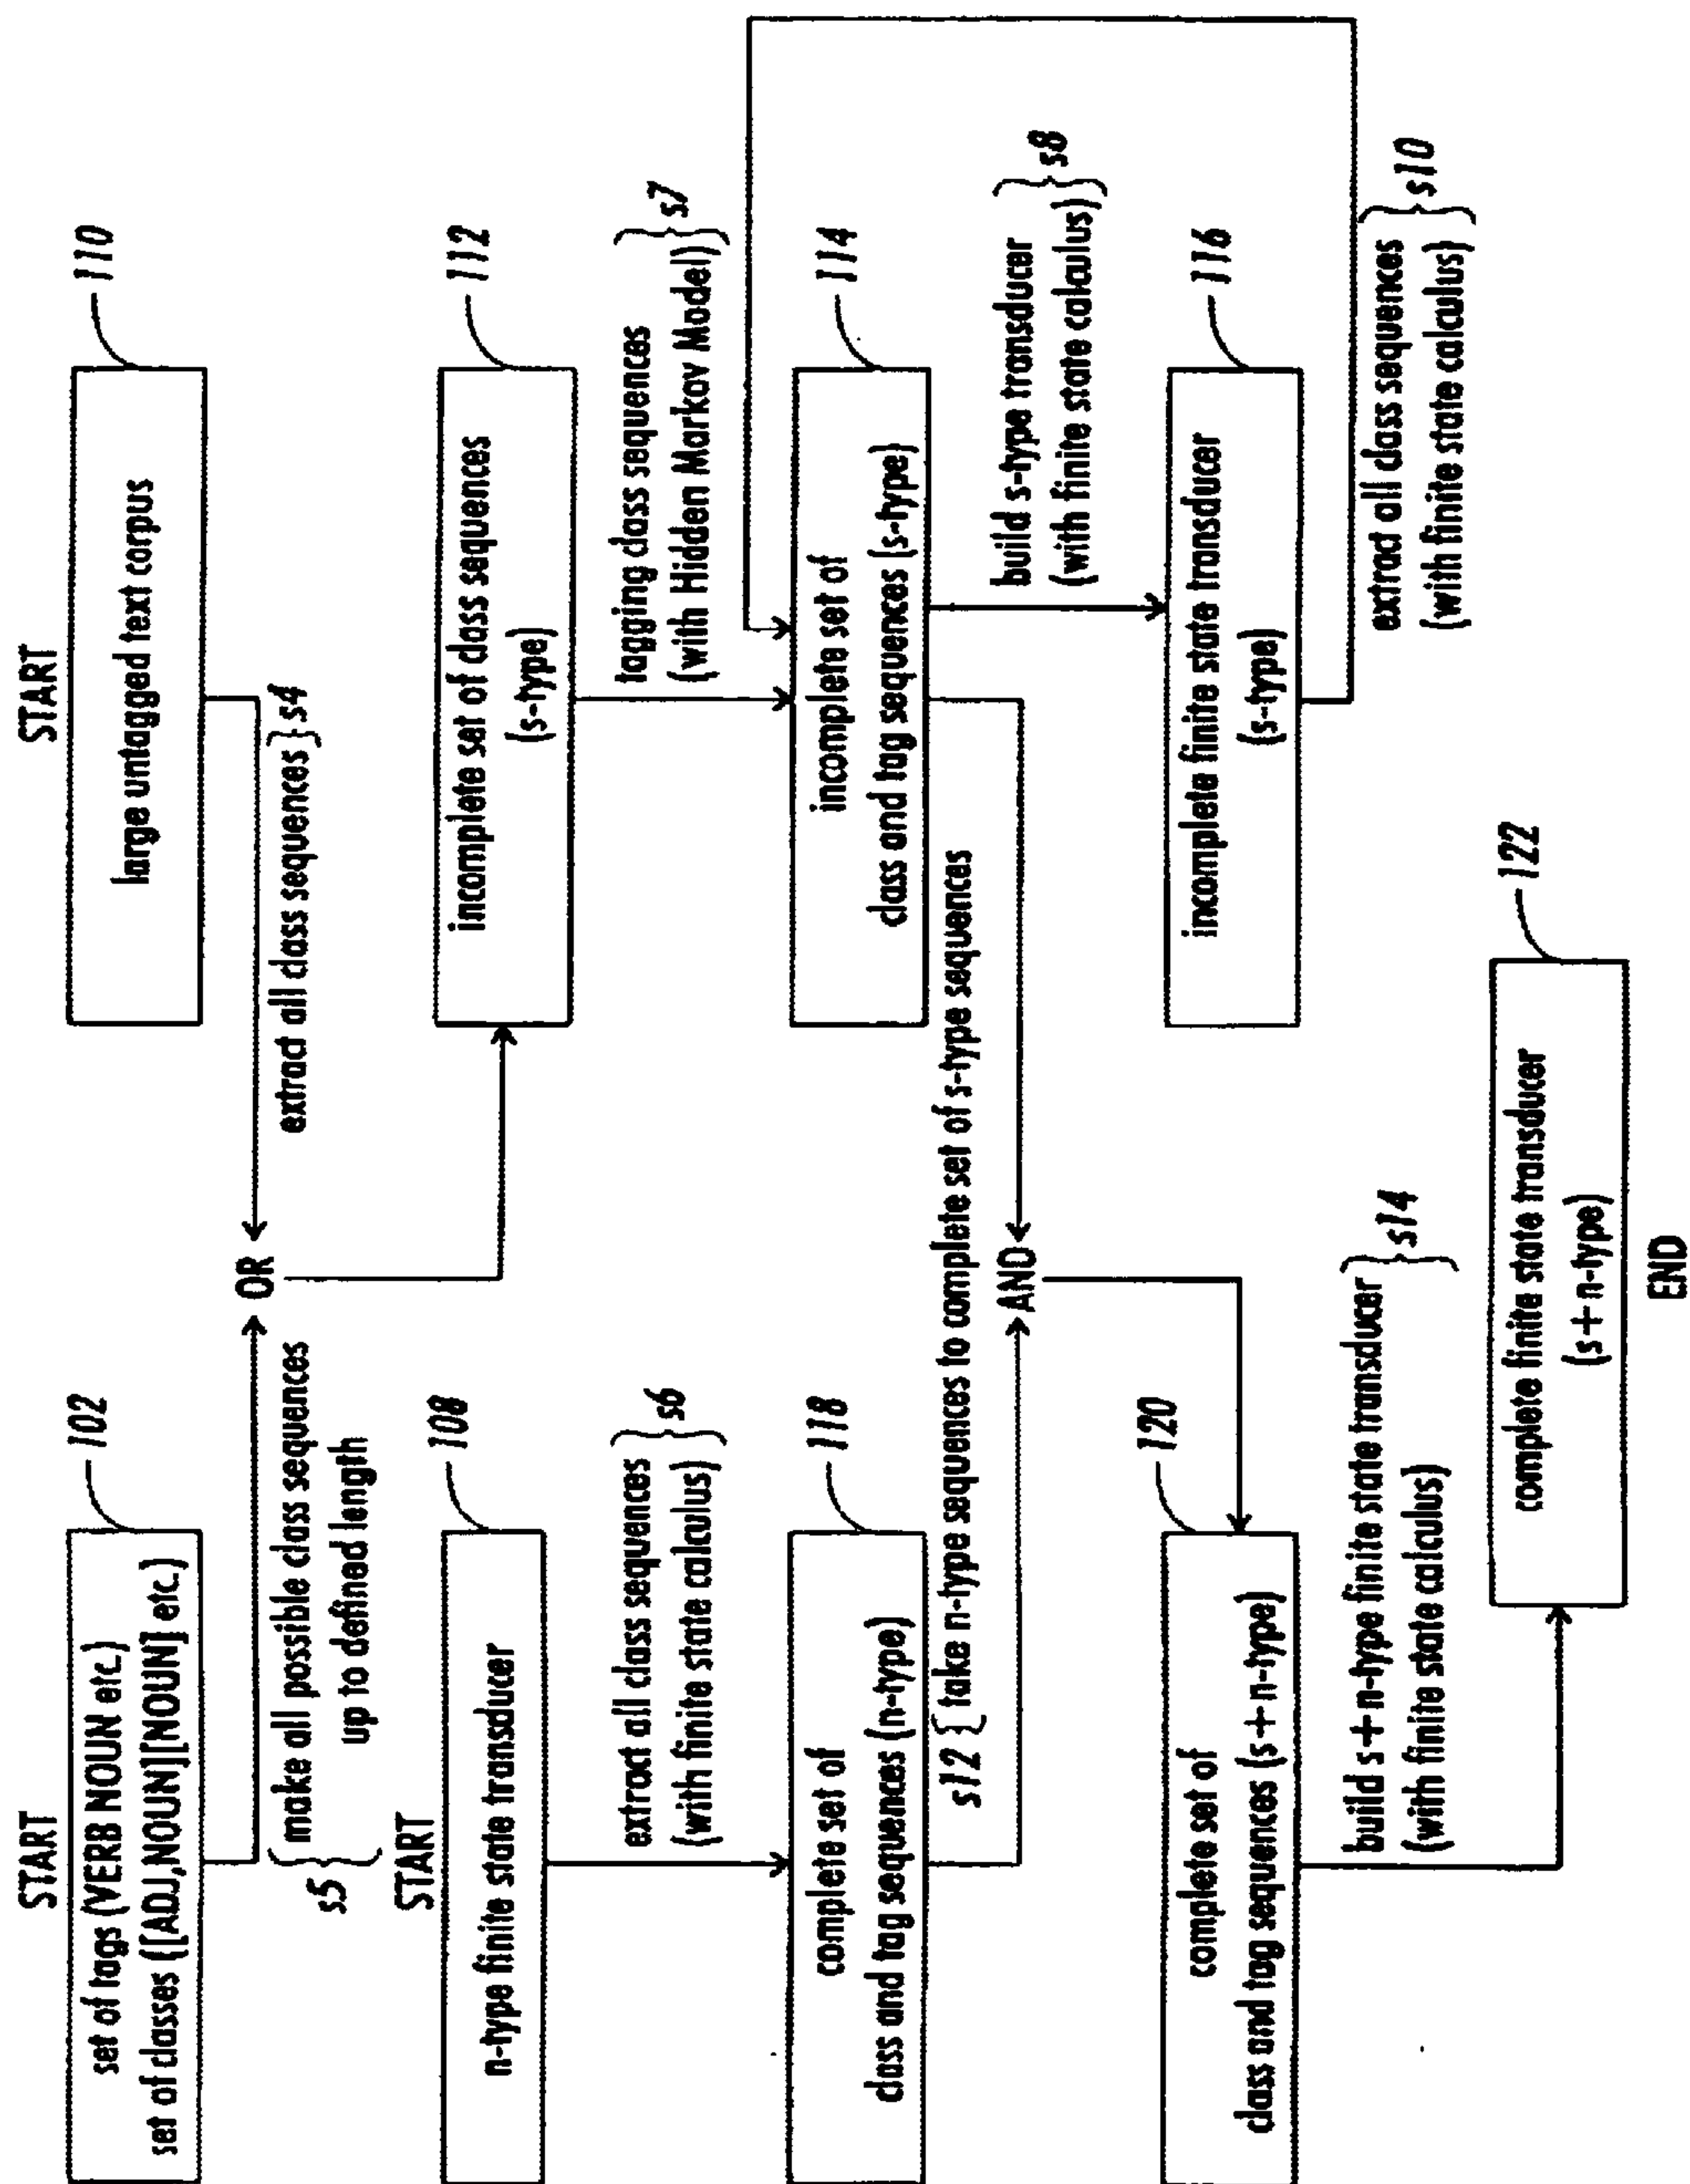 START
set of tags (VERB NOUN etc.)
set of classes ([ADJ,NOUN][NOUN] etc.)
102
s5
make all possible class sequences
up to defined length
OR
START
large untagged text corpus
110
extract all class sequences
s4
START
n-type finite state transducer
108
extract all class sequences
(with finite state calculus)
s6
incomplete set of class sequences
(s-type)
112
tagging class sequences
(with Hidden Markov Model)
s7
complete set of
class and tag sequences (n-type)
118
incomplete set of
class and tag sequences (s-type)
114
s12
take n-type sequences to complete set of s-type sequences
AND
build s-type transducer
(with finite state calculus)
s8
complete set of
class and tag sequences (s+n-type)
120
incomplete finite state transducer
(s-type)
116
build s+n-type finite state transducer
(with finite state calculus)
s14
extract all class sequences
(with finite state calculus)
s10
complete finite state transducer
(s+n-type)
122
END